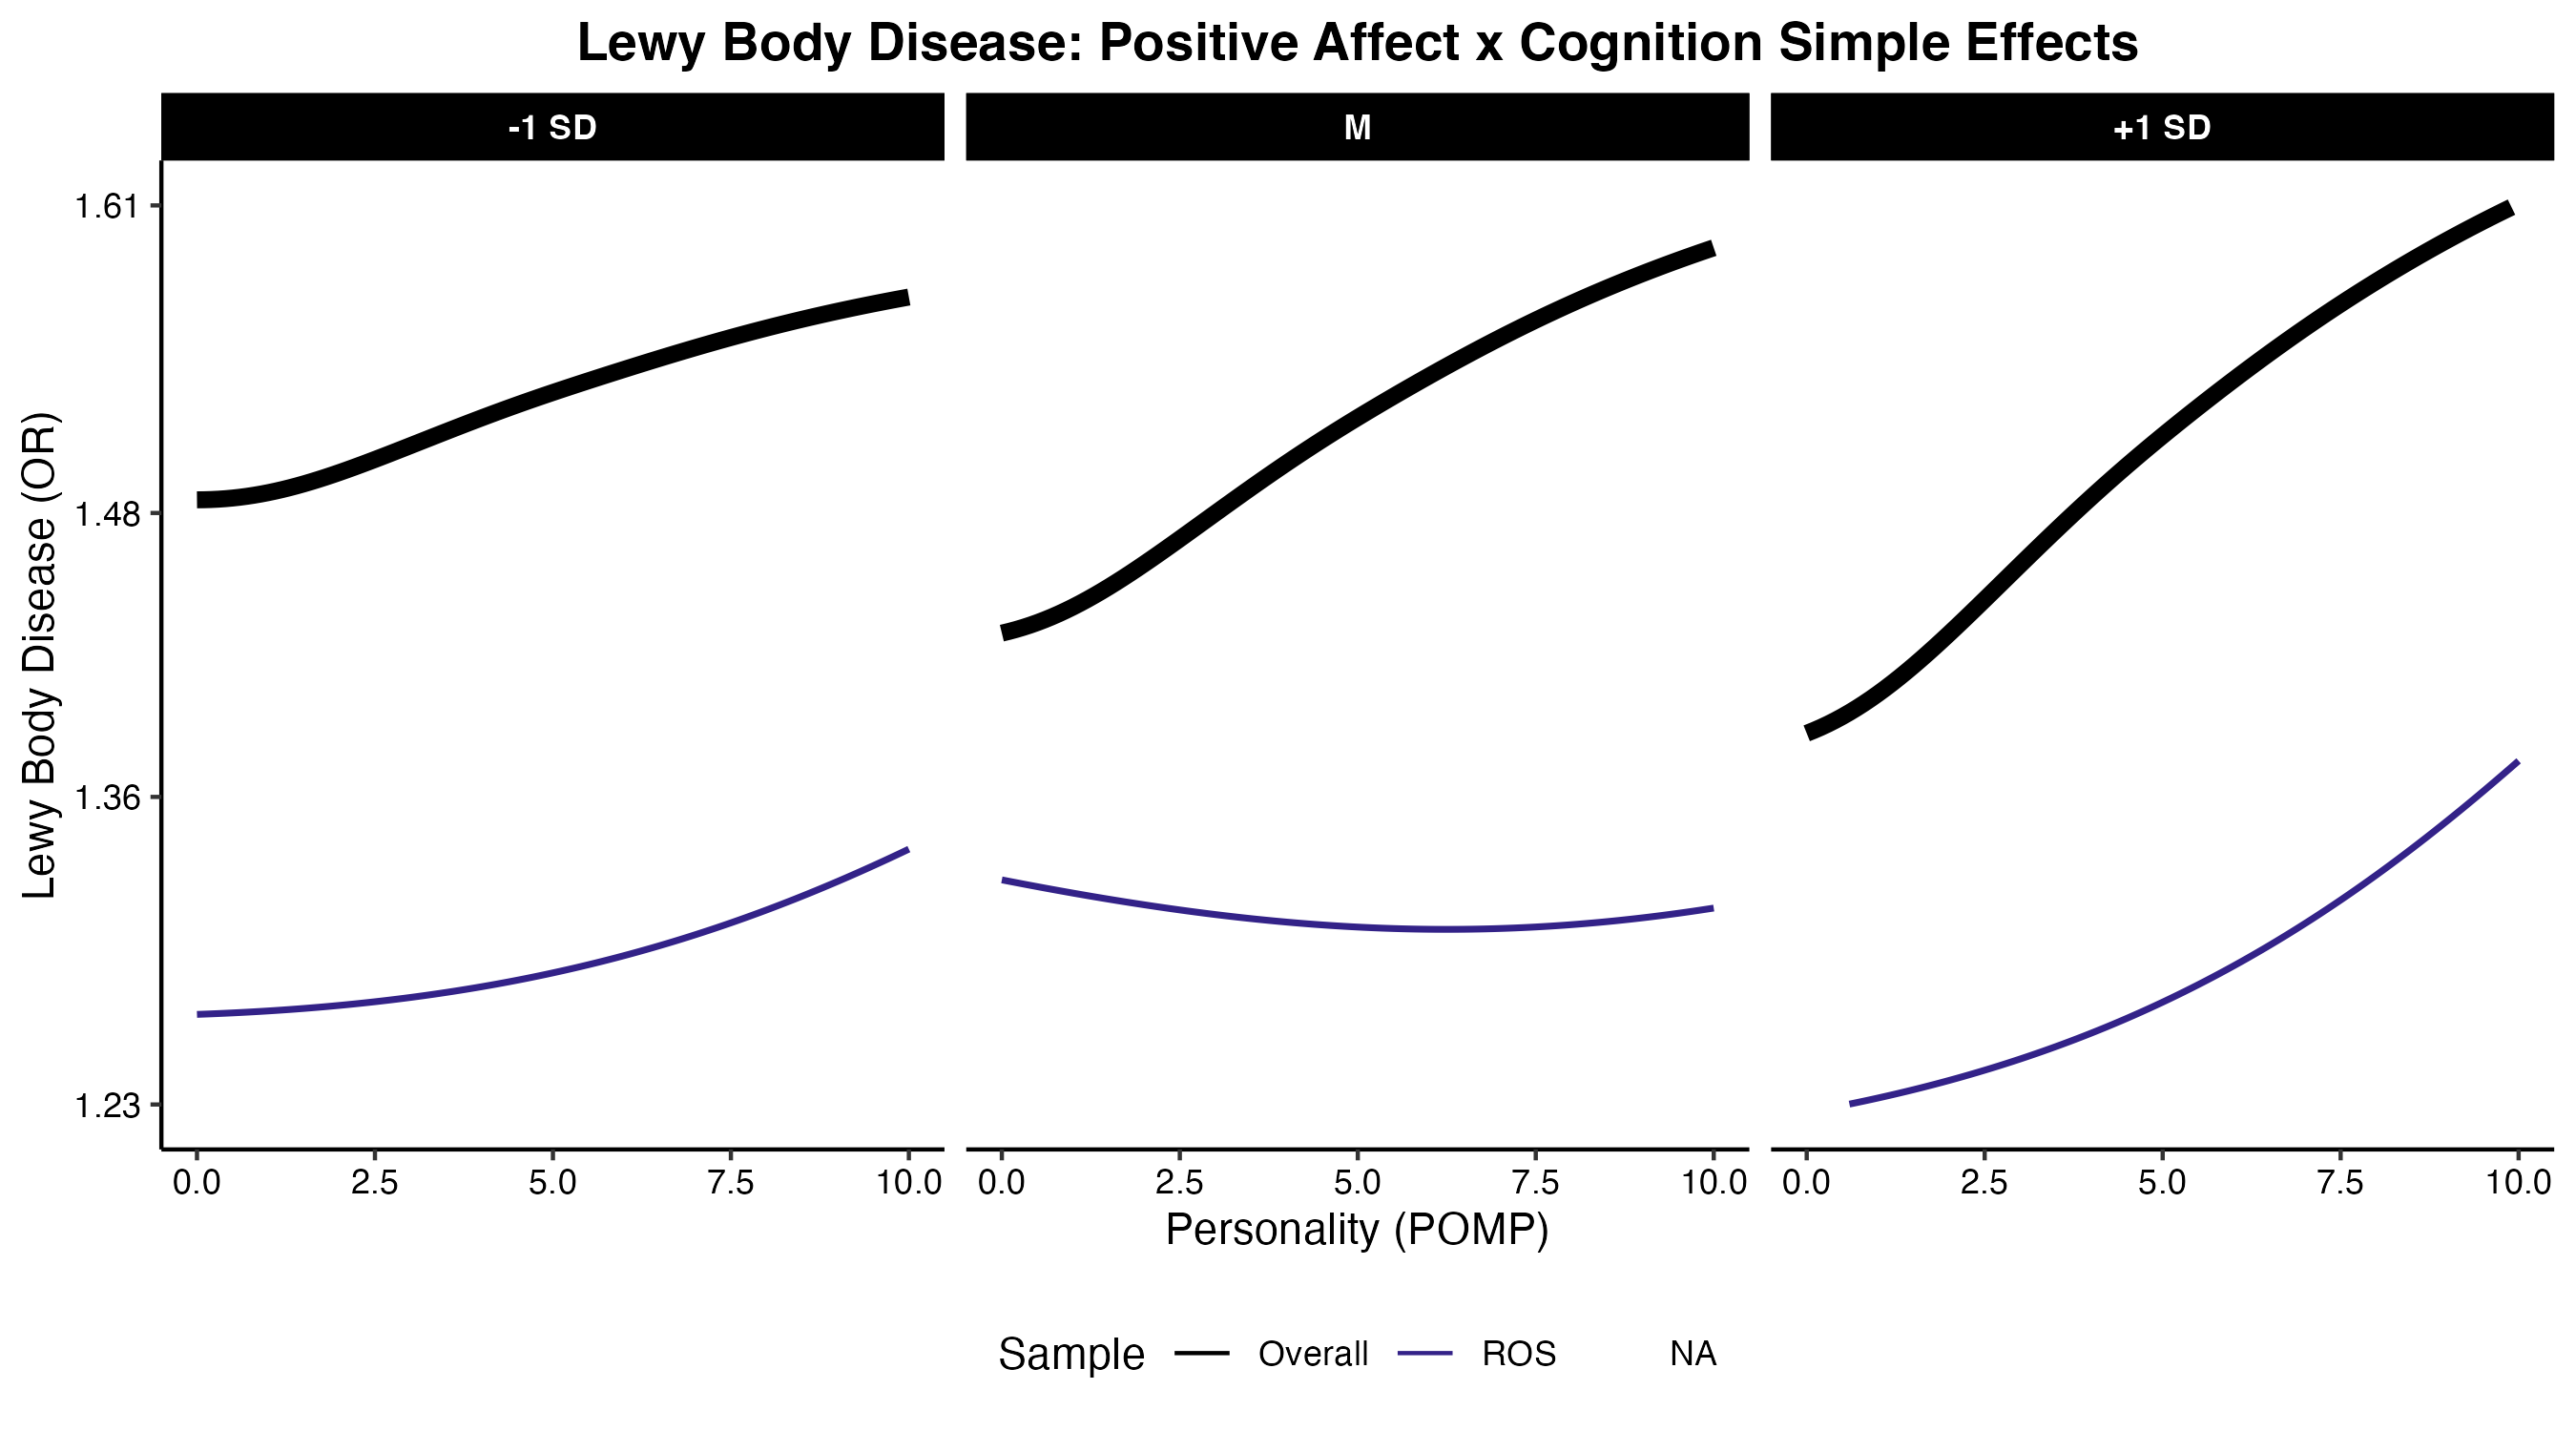 Lewy Body Disease: Positive Affect x Cognition Simple Effects
-1 SD M +1 SD
Lewy Body Disease (OR)
1.61
1.48
1.36
1.23
0.0 2.5 5.0 7.5 10.0 0.0 2.5 5.0 7.5 10.0 0.0 2.5 5.0 7.5 10.0
Personality (POMP)
Sample Overall ROS NA